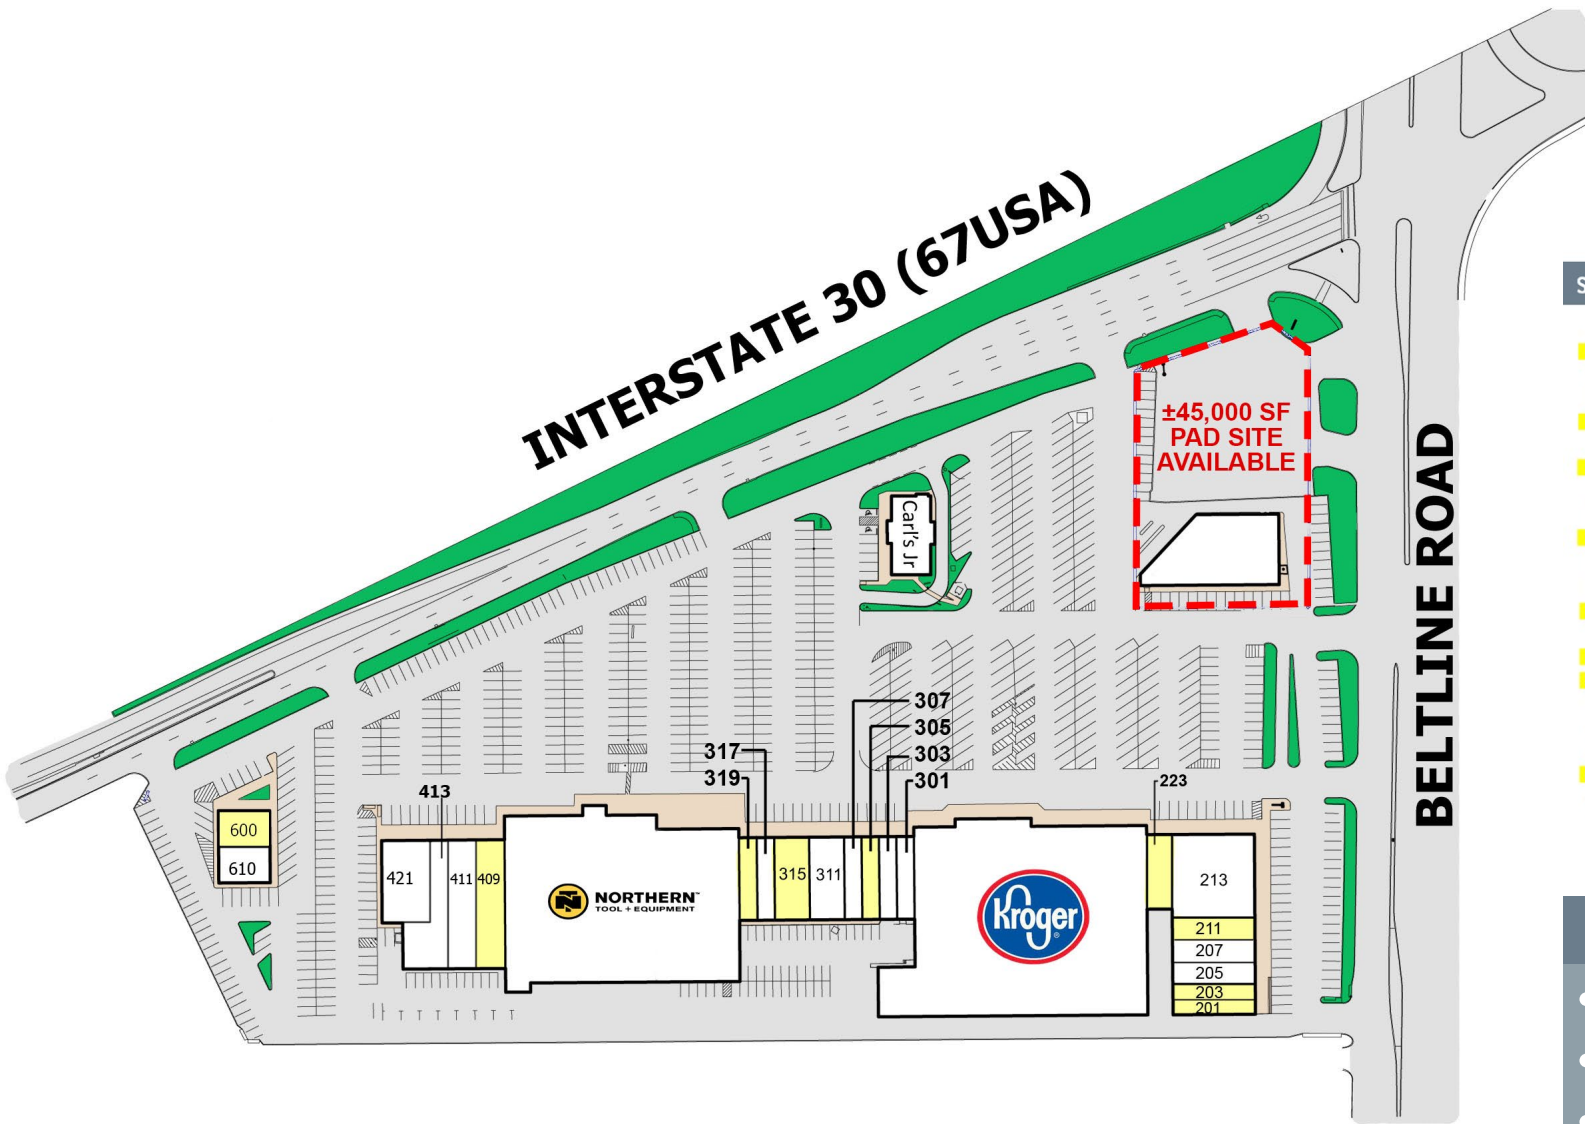 INTERSTATE 30 (67USA)
±45,000 SF
PAD SITE
AVAILABLE
BELTLINE ROAD
Carl's Jr
307
305
303
301
317
319
413
223
600
610
421
411
409
NORTHERN™
TOOL + EQUIPMENT
315
311
Kroger
213
211
207
205
203
201
S